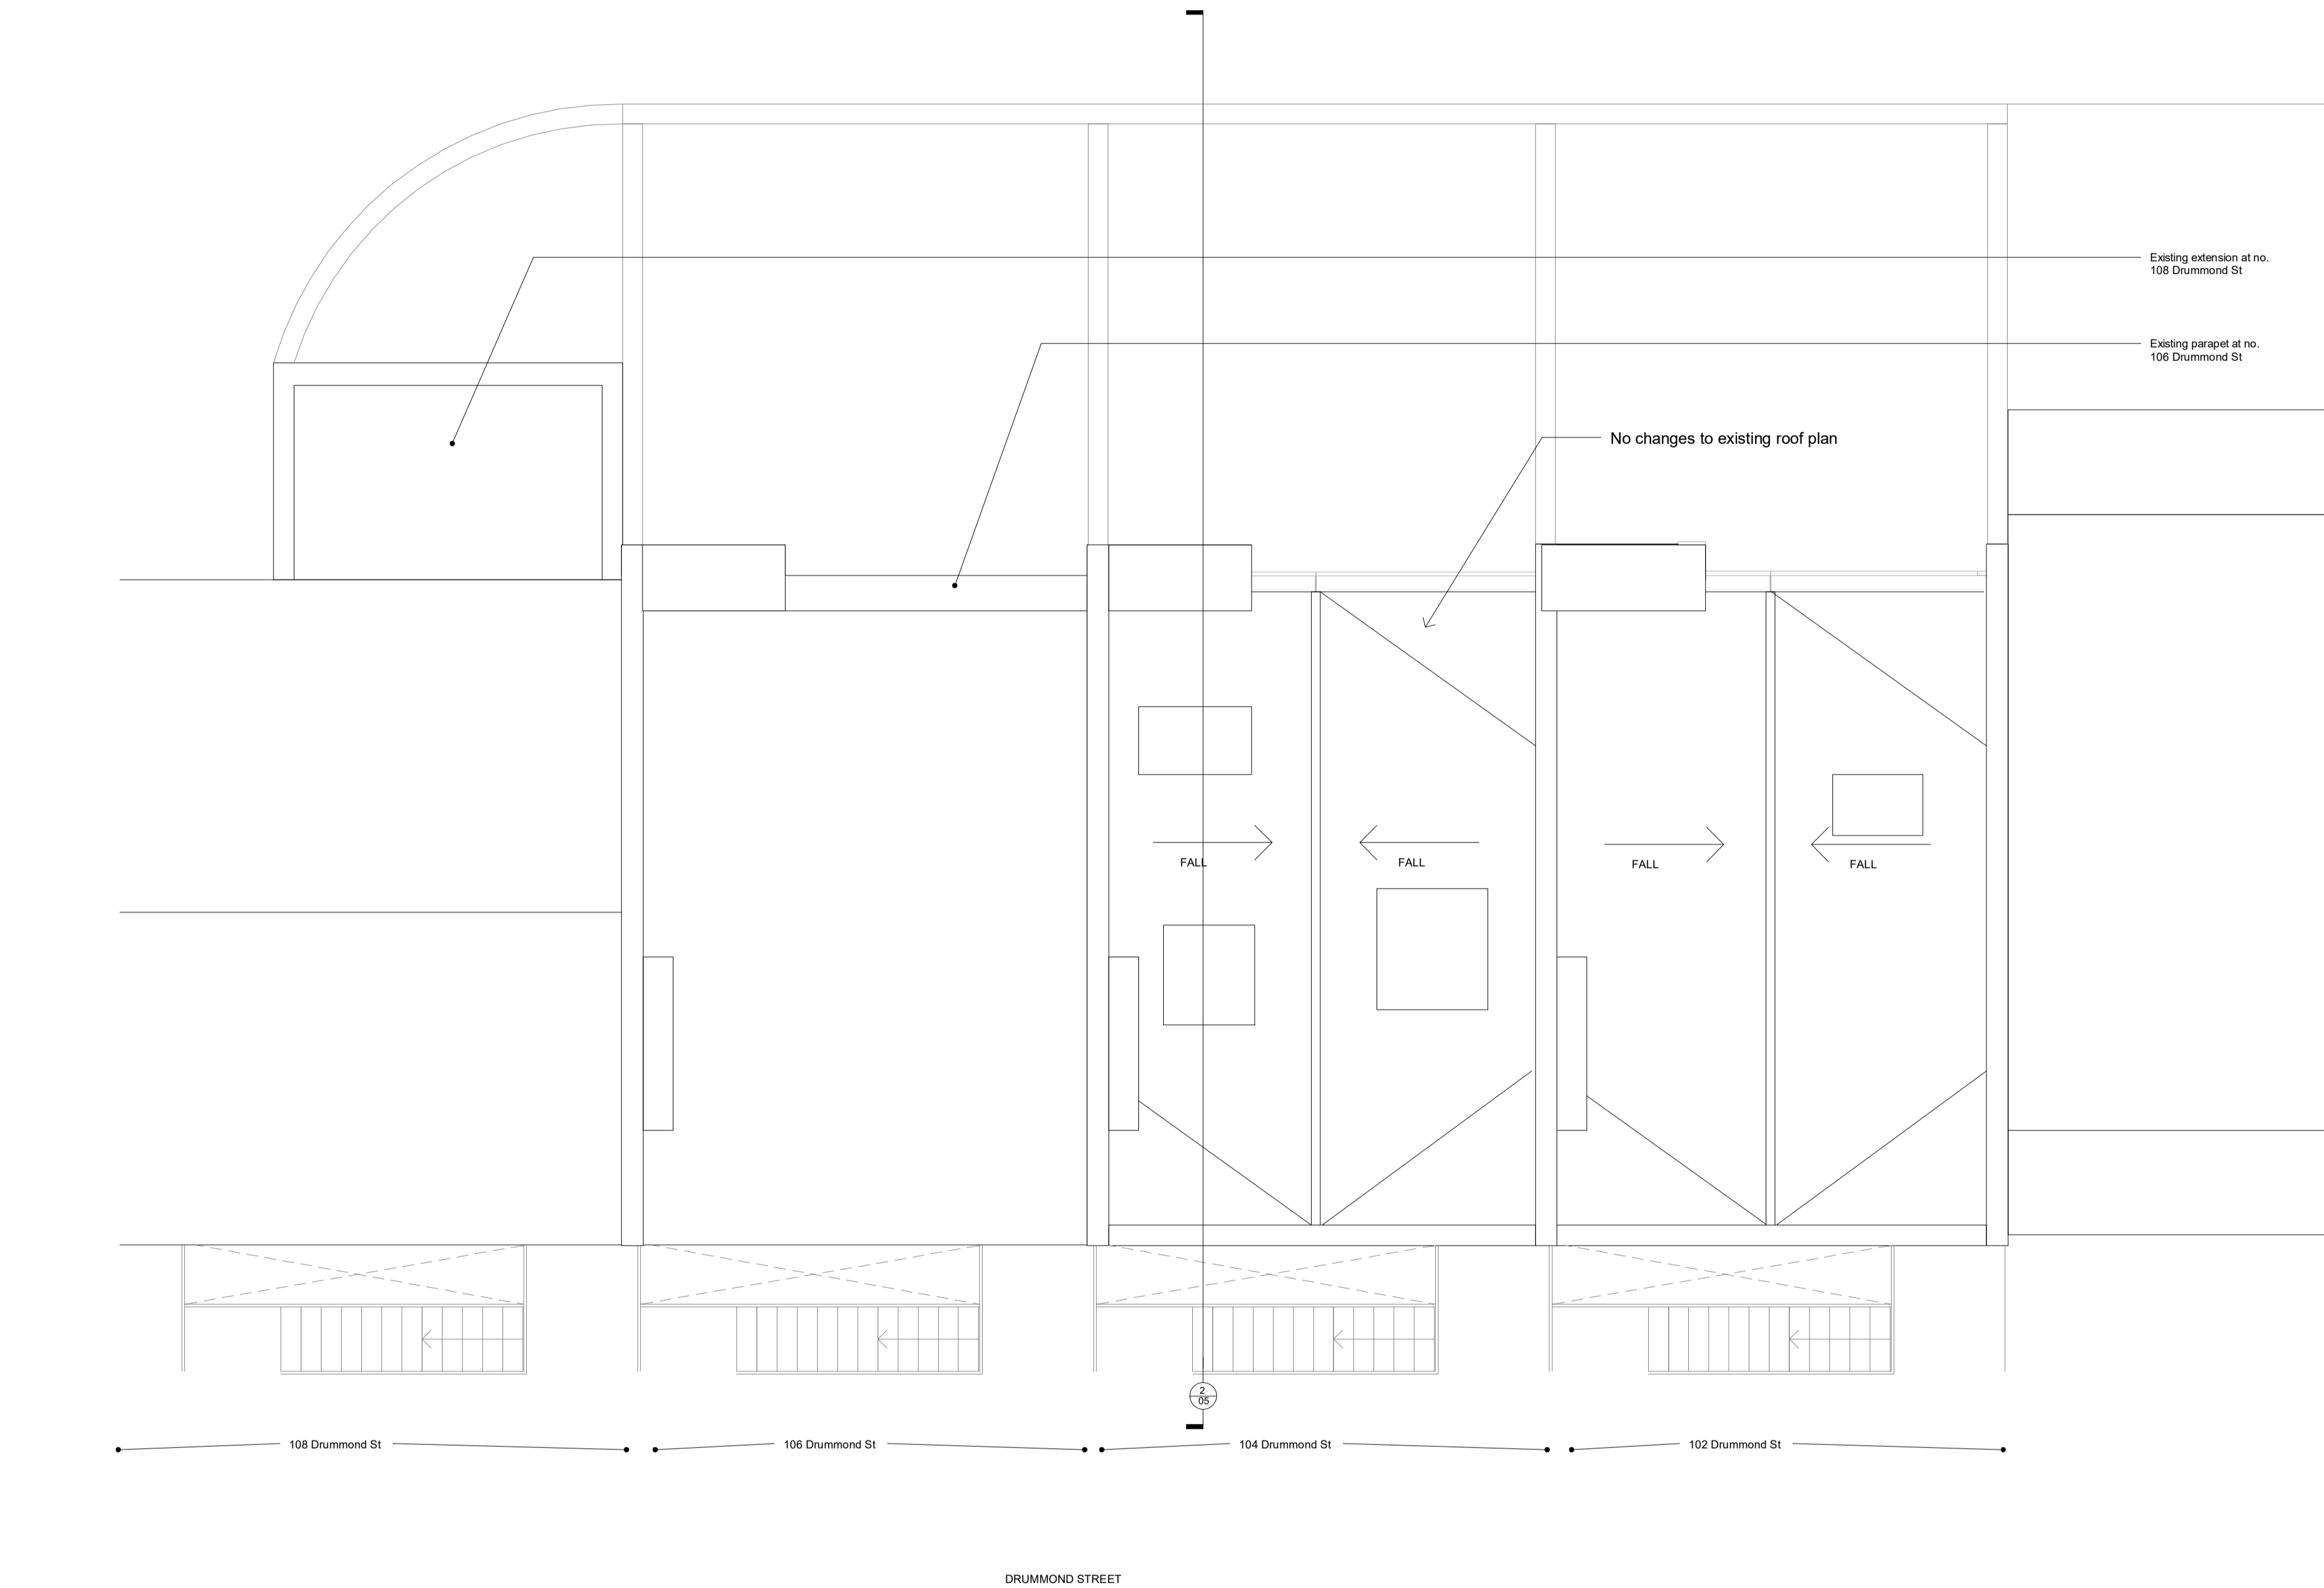 Existing extension at no.
108 Drummond St
Existing parapet at no.
106 Drummond St
No changes to existing roof plan
FALL
FALL
FALL
FALL
2
05
108 Drummond St
106 Drummond St
104 Drummond St
102 Drummond St
DRUMMOND STREET